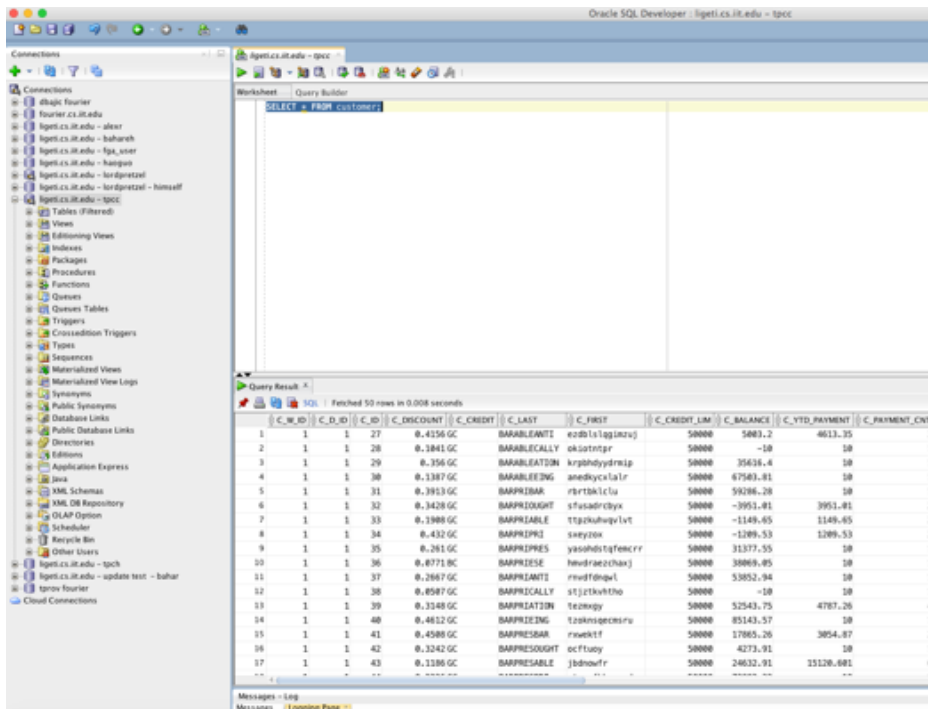 Oracle SQL Developer : ligeti.cs.iit.edu - tpcc
Connections
Connections
dbajic fourier
fourier.cs.iit.edu
ligeti.cs.iit.edu - alexr
ligeti.cs.iit.edu - bahareh
ligeti.cs.iit.edu - fga_user
ligeti.cs.iit.edu - haoguo
ligeti.cs.iit.edu - lordpretzel
ligeti.cs.iit.edu - lordpretzel - himself
ligeti.cs.iit.edu - tpcc
Tables (Filtered)
Views
Editioning Views
Indexes
Packages
Procedures
Functions
Queues
Queues Tables
Triggers
Crossedition Triggers
Types
Sequences
Materialized Views
Materialized View Logs
Synonyms
Public Synonyms
Database Links
Public Database Links
Directories
Editions
Application Express
Java
XML Schemas
XML DB Repository
OLAP Option
Scheduler
Recycle Bin
Other Users
ligeti.cs.iit.edu - tpch
ligeti.cs.iit.edu - update test - bahar
tprov fourier
Cloud Connections
ligeti.cs.iit.edu - tpcc
Worksheet Query Builder
SELECT * FROM customer;
Query Result
SQL | Fetched 50 rows in 0.008 seconds
C_W_ID C_D_ID C_ID C_DISCOUNT C_CREDIT C_LAST C_FIRST C_CREDIT_LIM C_BALANCE C_YTD_PAYMENT C_PAYMENT_CNT
1 1 1 27 0.4156 GC BARABLEANTI ezdblslqgimzuj 50000 5003.2 4613.35
2 1 1 28 0.1041 GC BARABLECALLY okiotntpr 50000 -10 10
3 1 1 29 0.356 GC BARABLEATION krpbhdyydrmip 50000 35616.4 10
4 1 1 30 0.1387 GC BARABLEEING anedkycxlalr 50000 67503.81 10
5 1 1 31 0.3913 GC BARPRIBAR rbrtbklclu 50000 59286.28 10
6 1 1 32 0.3428 GC BARPRIOUGHT sfusadrcbyx 50000 -3951.01 3951.01
7 1 1 33 0.1908 GC BARPRIABLE ttpzkuhvqvlvt 50000 -1149.65 1149.65
8 1 1 34 0.432 GC BARPRIPRI sxeyzox 50000 -1209.53 1209.53
9 1 1 35 0.261 GC BARPRIPRES yasohdstqfemcrr 50000 31377.55 10
10 1 1 36 0.0771 BC BARPRIESE hmvdraezchaxj 50000 38069.05 10
11 1 1 37 0.2667 GC BARPRIANTI rnvdfdnqwl 50000 53852.94 10
12 1 1 38 0.0507 GC BARPRICALLY stjztkvhtho 50000 -10 10
13 1 1 39 0.3148 GC BARPRIATION tezmxgy 50000 52543.75 4787.26
14 1 1 40 0.4612 GC BARPRIEING tzoknsqecmsru 50000 85143.57 10
15 1 1 41 0.4508 GC BARPRESBAR rxwektf 50000 17865.26 3054.87
16 1 1 42 0.3242 GC BARPRESOUGHT ocftuoy 50000 4273.91 10
17 1 1 43 0.1186 GC BARPRESABLE jbdnowfr 50000 24632.91 15120.601
Messages - Log
Messages Logging Page